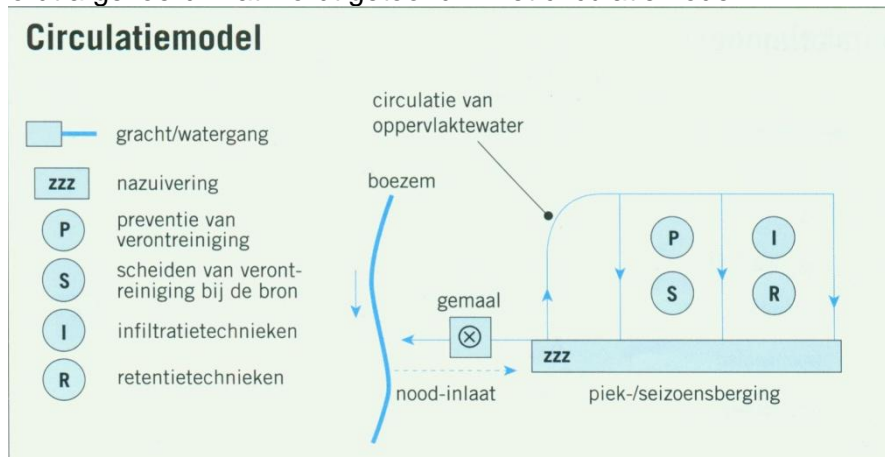 Circulatiemodel
gracht/watergang
zzz nazuivering
P preventie van
verontreiniging
S scheiden van veront-
reiniging bij de bron
I infiltratietechnieken
R retentietechnieken
circulatie van
oppervlaktewater
boezem
gemaal
nood-inlaat
P
I
S
R
zzz
piek-/seizoensberging